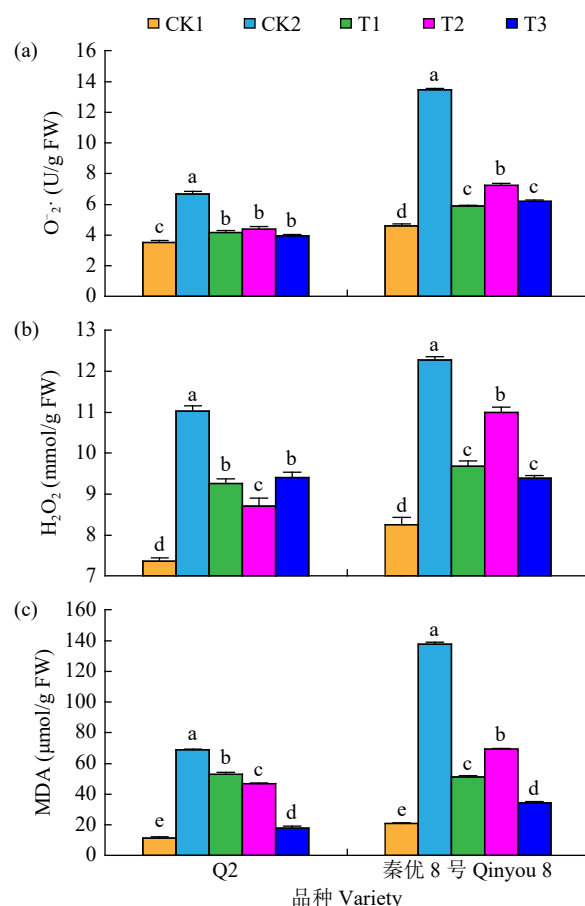 CK1 CK2 T1 T2 T3
(a)
O⁻₂· (U/g FW)
16
14
12
10
8
6
4
2
0
c a b b b d a c b c
(b)
H₂O₂ (mmol/g FW)
13
12
11
10
9
8
7
d a b c b d a c b c
(c)
MDA (μmol/g FW)
160
140
120
100
80
60
40
20
0
e a b c d e a c b d
Q2 秦优 8 号 Qinyou 8
品种 Variety